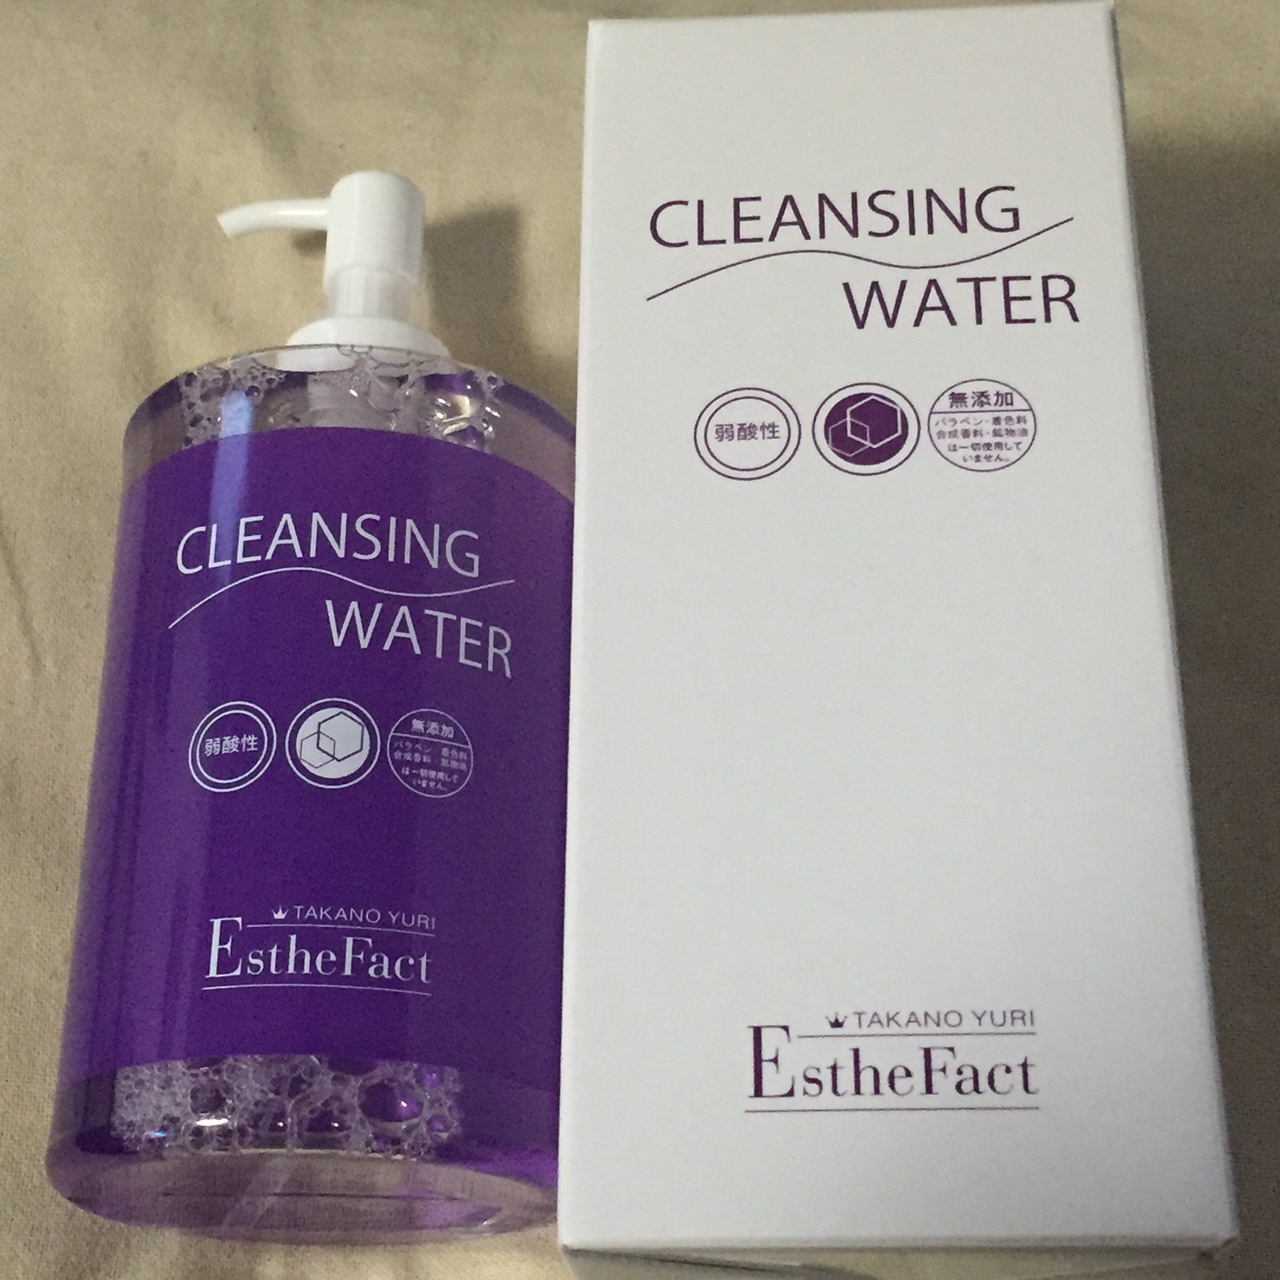 CLEANSING
WATER
弱酸性
無添加
パラベン・着色料
合成香料・鉱物油
は一切使用して
いません。
TAKANO YURI
EstheFact
CLEANSING
WATER
弱酸性
無添加
パラベン・着色料
合成香料・鉱物油
は一切使用して
いません。
TAKANO YURI
EstheFact